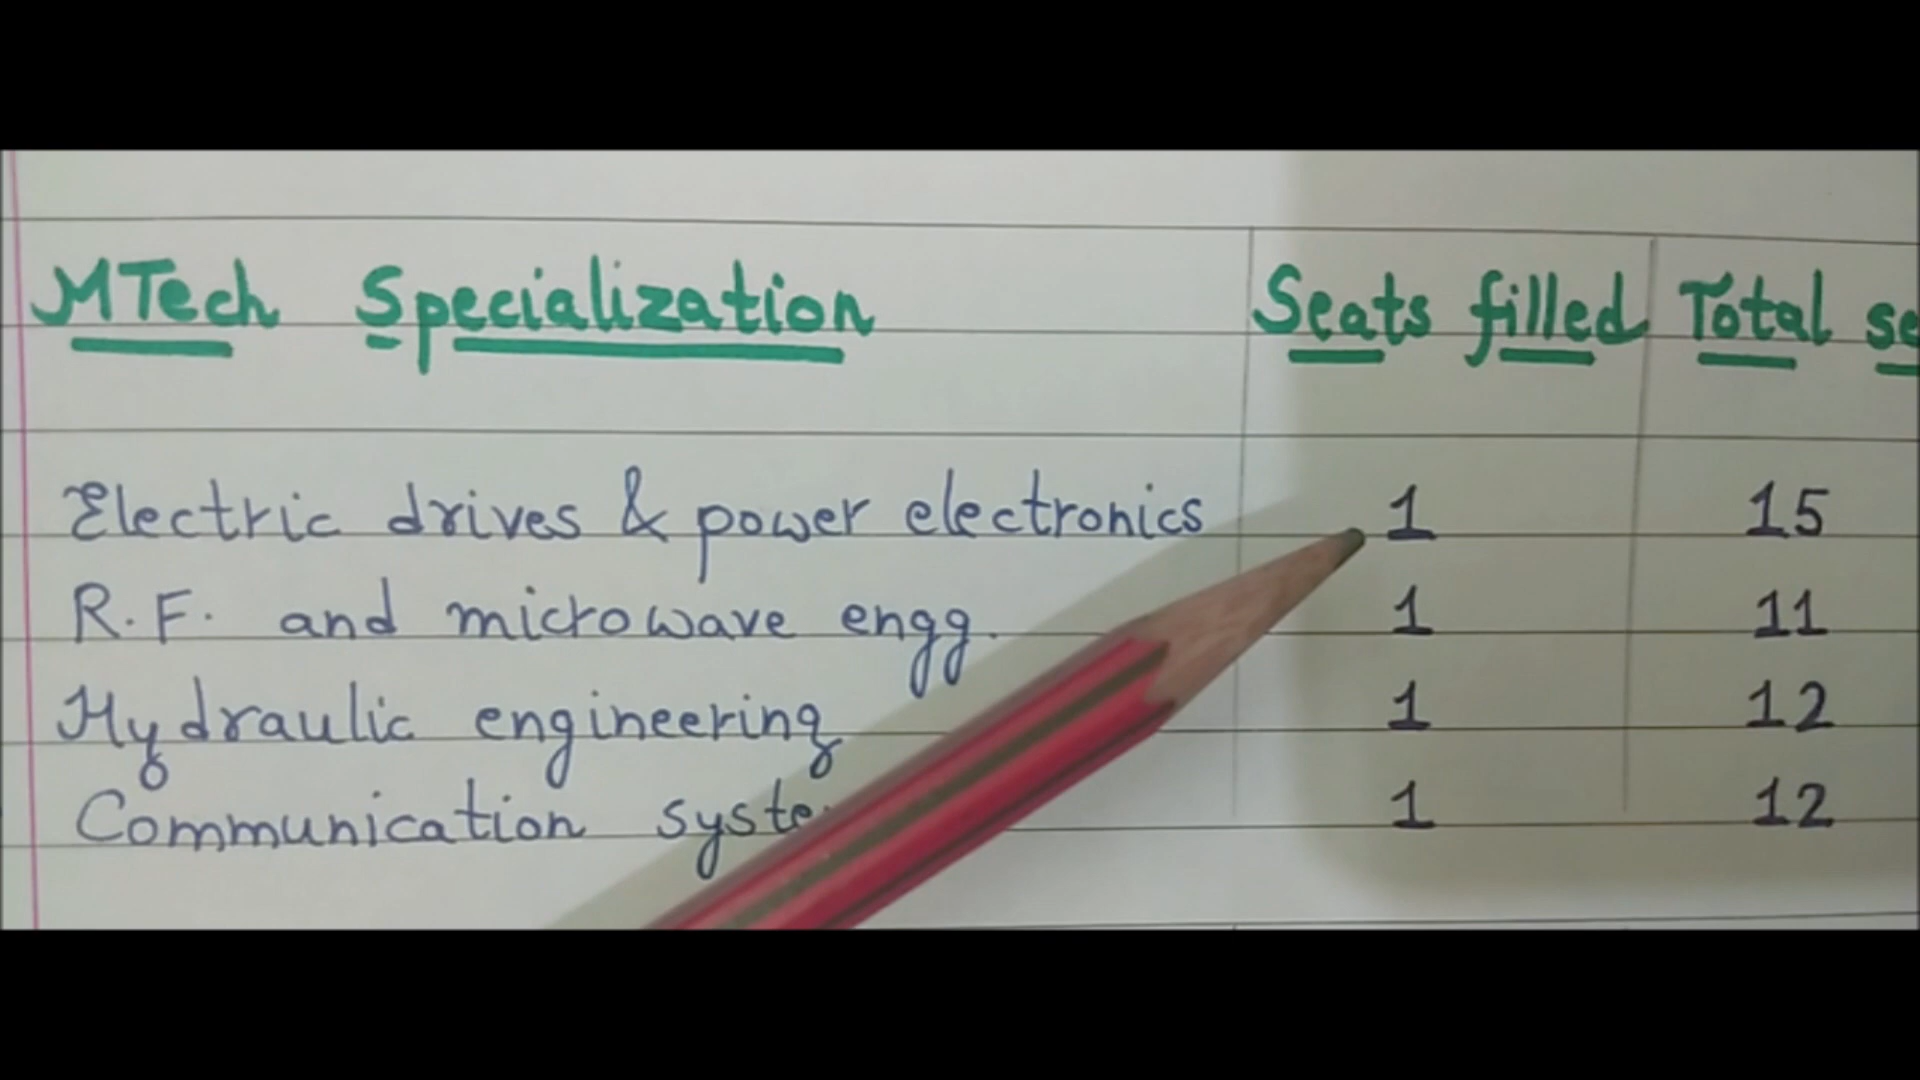 MTech Specialization Seats filled Total
Electric drives & power electronics 1 15
R.F. and microwave engg. 1 11
Hydraulic engineering 1 12
Communication 1 12